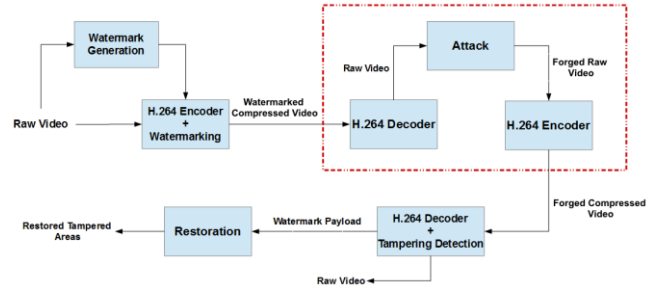 Watermark
Generation
Raw Video
H.264 Encoder
+
Watermarking
Watermarked
Compressed Video
Raw Video
Attack
Forged Raw
Video
H.264 Decoder
H.264 Encoder
Forged Compressed
Video
H.264 Decoder
+
Tampering Detection
Watermark Payload
Restoration
Restored Tampered
Areas
Raw Video